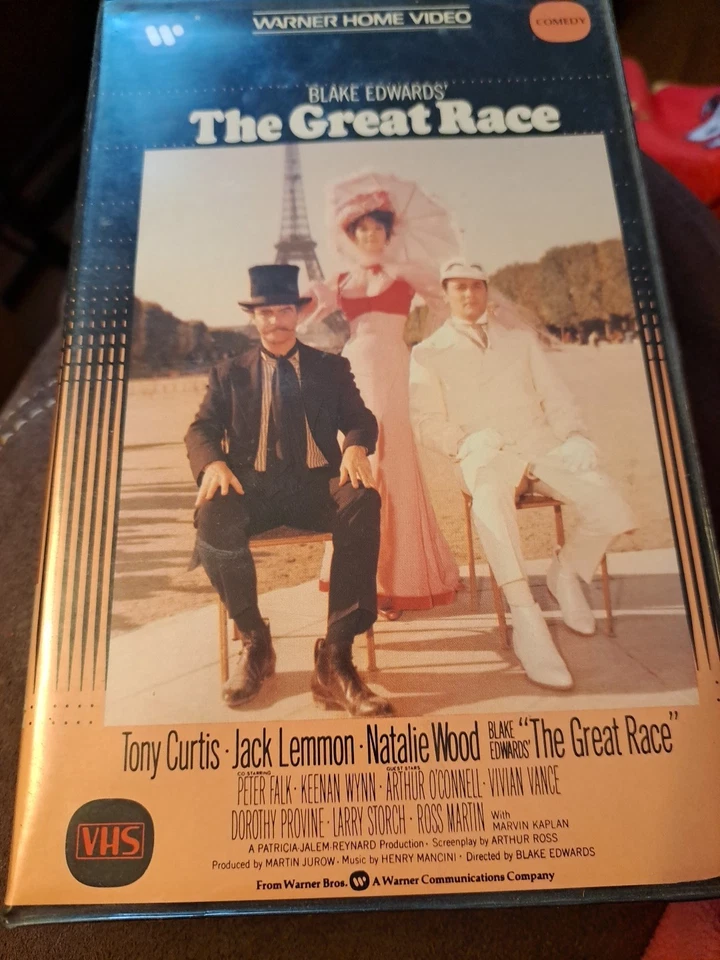 WARNER HOME VIDEO
COMEDY
BLAKE EDWARDS'
The Great Race
Tony Curtis · Jack Lemmon · Natalie Wood BLAKE EDWARDS' "The Great Race"
CO-STARRING GUEST STARS
PETER FALK · KEENAN WYNN · ARTHUR O'CONNELL · VIVIAN VANCE
DOROTHY PROVINE · LARRY STORCH · ROSS MARTIN With MARVIN KAPLAN
A PATRICIA-JALEM-REYNARD Production · Screenplay by ARTHUR ROSS
Produced by MARTIN JUROW · Music by HENRY MANCINI · Directed by BLAKE EDWARDS
From Warner Bros. A Warner Communications Company
VHS